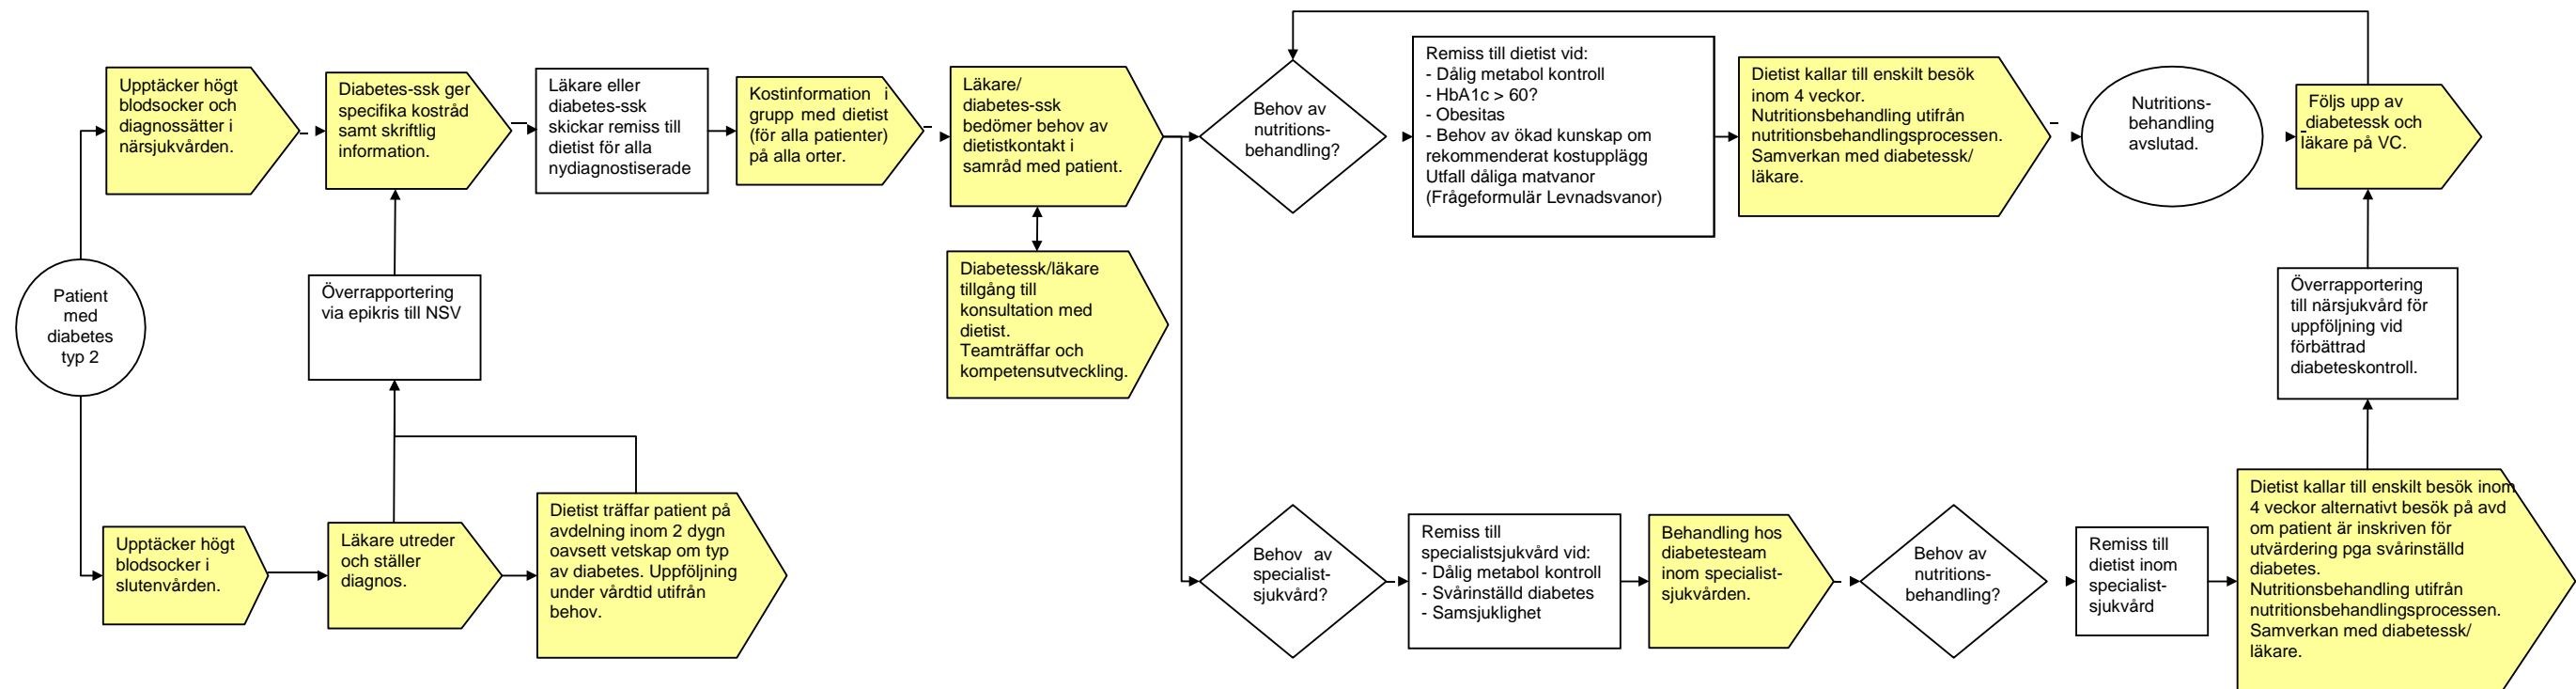 Patient
med
diabetes
typ 2
Upptäcker högt
blodsocker och
diagnossätter i
närsjukvården.
Diabetes-ssk ger
specifika kostråd
samt skriftlig
information.
Läkare eller
diabetes-ssk
skickar remiss till
dietist för alla
nydiagnostiserade
Kostinformation i
grupp med dietist
(för alla patienter)
på alla orter.
Läkare/
diabetes-ssk
bedömer behov av
dietistkontakt i
samråd med patient.
Behov av
nutritions-
behandling?
Remiss till dietist vid:
- Dålig metabol kontroll
- HbA1c > 60?
- Obesitas
- Behov av ökad kunskap om
rekommenderat kostupplägg
Utfall dåliga matvanor
(Frågeformulär Levnadsvanor)
Dietist kallar till enskilt besök
inom 4 veckor.
Nutritionsbehandling utifrån
nutritionsbehandlingsprocessen.
Samverkan med diabetessk/
läkare.
Nutritions-
behandling
avslutad.
Följs upp av
diabetessk och
läkare på VC.
Överrapportering
via epikris till NSV
Diabetessk/läkare
tillgång till
konsultation med
dietist.
Teamträffar och
kompetensutveckling.
Överrapportering
till närsjukvård för
uppföljning vid
förbättrad
diabeteskontroll.
Upptäcker högt
blodsocker i
slutenvården.
Läkare utreder
och ställer
diagnos.
Dietist träffar patient på
avdelning inom 2 dygn
oavsett vetskap om typ
av diabetes. Uppföljning
under vårdtid utifrån
behov.
Behov av
specialist-
sjukvård?
Remiss till
specialistsjukvård vid:
- Dålig metabol kontroll
- Svårinställd diabetes
- Samsjuklighet
Behandling hos
diabetesteam
inom specialist-
sjukvården.
Behov av
nutritions-
behandling?
Remiss till
dietist inom
specialist-
sjukvård
Dietist kallar till enskilt besök inom
4 veckor alternativt besök på avd
om patient är inskriven för
utvärdering pga svårinställd
diabetes.
Nutritionsbehandling utifrån
nutritionsbehandlingsprocessen.
Samverkan med diabetessk/
läkare.